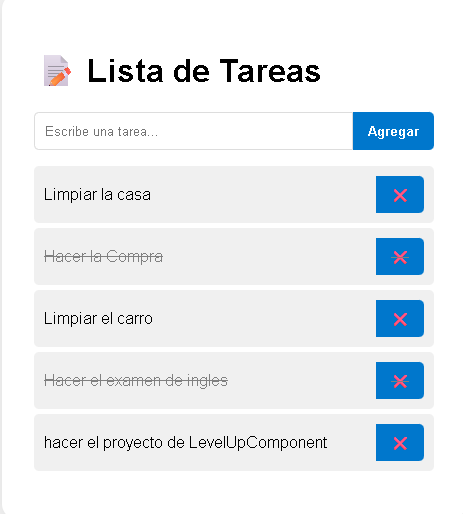 Lista de Tareas
Escribe una tarea...
Agregar
Limpiar la casa
Hacer la Compra
Limpiar el carro
Hacer el examen de ingles
hacer el proyecto de LevelUpComponent